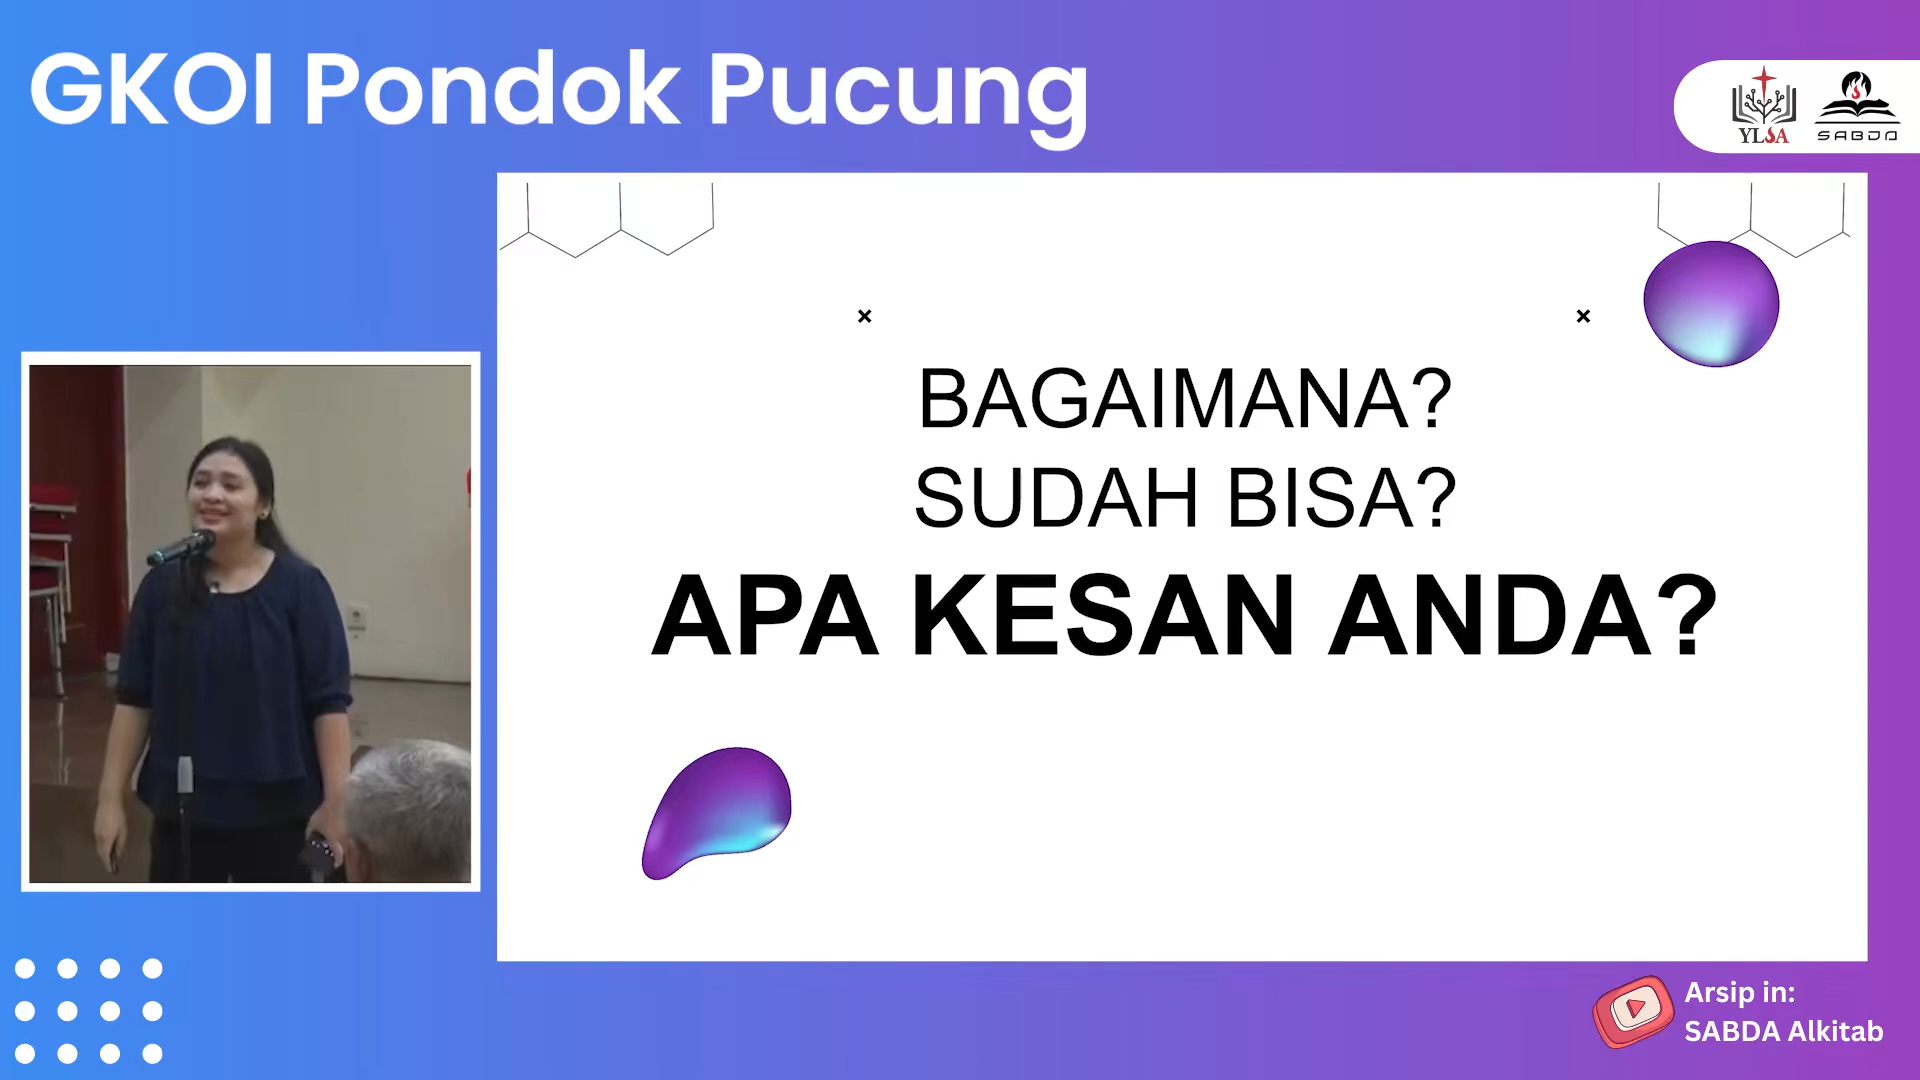 GKOI Pondok Pucung
YLSA
SABDA
BAGAIMANA?
SUDAH BISA?
APA KESAN ANDA?
Arsip in:
SABDA Alkitab